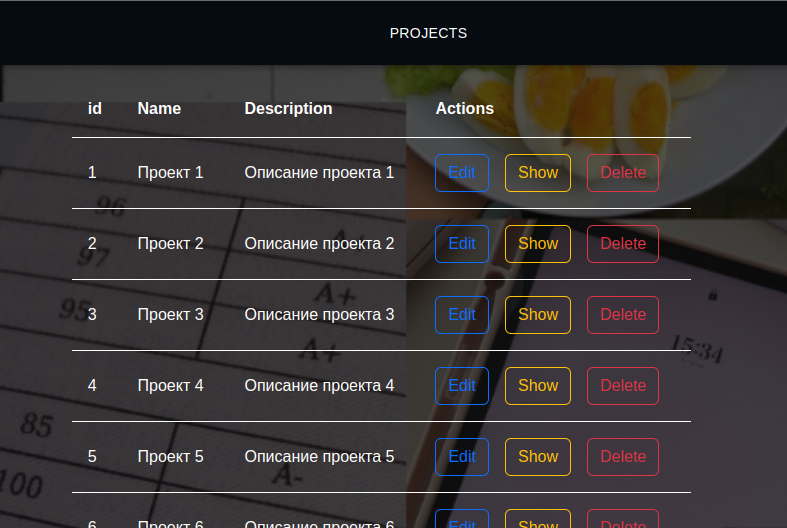 PROJECTS
id Name Description Actions
1 Проект 1 Описание проекта 1 Edit Show Delete
96
2 Проект 2 Описание проекта 2 Edit Show Delete
97 A+
3 Проект 3 Описание проекта 3 Edit Show Delete
95 A+
15:34
A+
4 Проект 4 Описание проекта 4 Edit Show Delete
85
5 Проект 5 Описание проекта 5 Edit Show Delete
100 A-
6 Проект 6 Описание проекта 6 Edit Show Delete